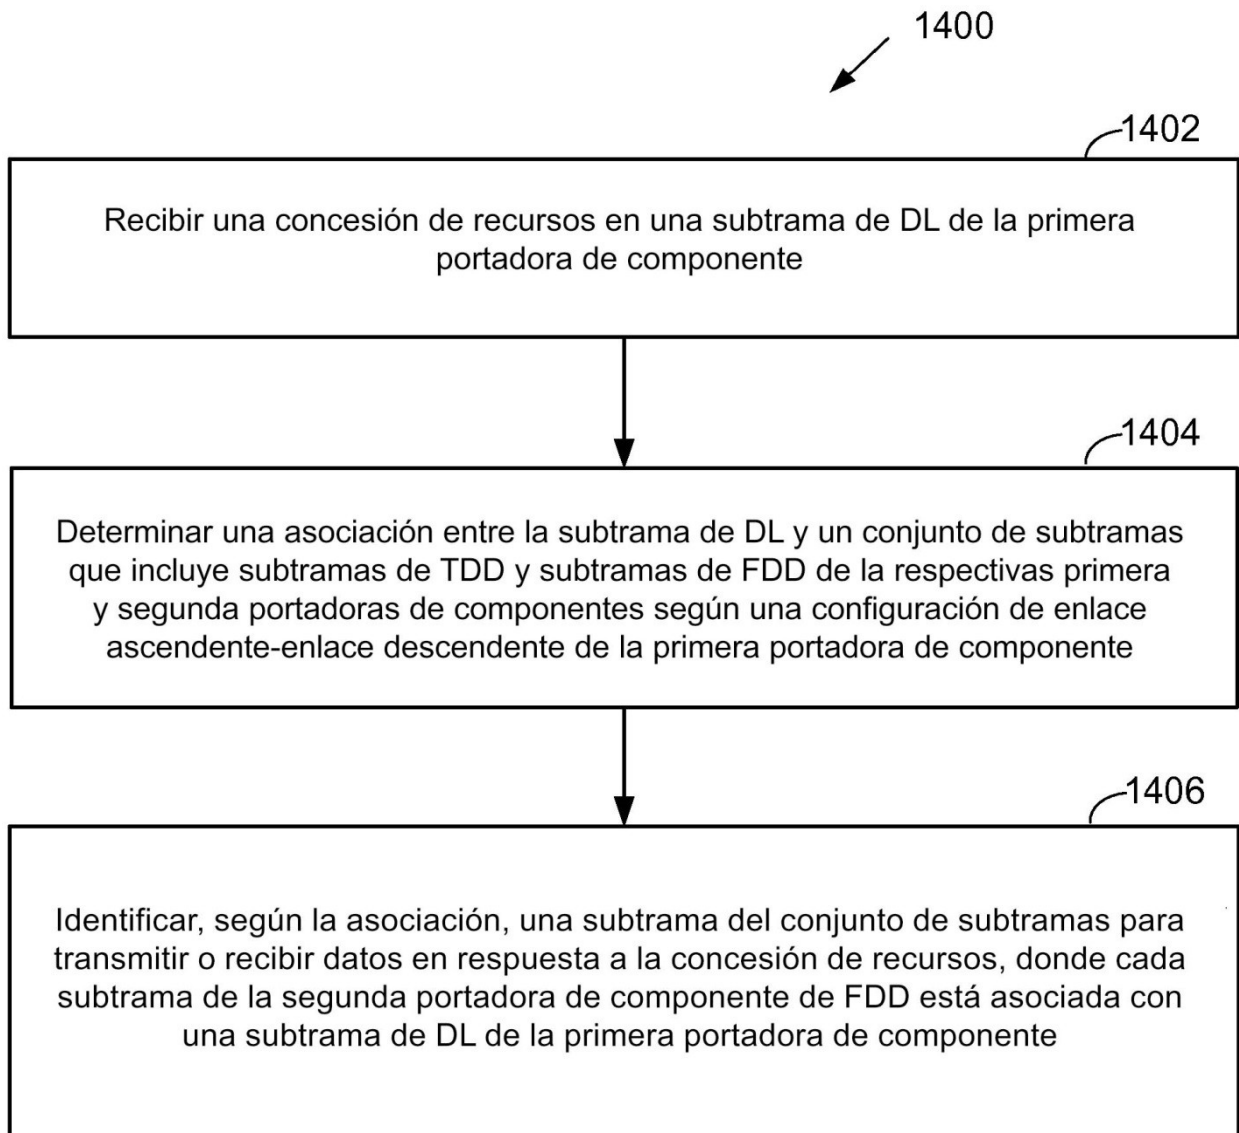 1400
1402
Recibir una concesión de recursos en una subtrama de DL de la primera
portadora de componente
1404
Determinar una asociación entre la subtrama de DL y un conjunto de subtramas
que incluye subtramas de TDD y subtramas de FDD de la respectivas primera
y segunda portadoras de componentes según una configuración de enlace
ascendente-enlace descendente de la primera portadora de componente
1406
Identificar, según la asociación, una subtrama del conjunto de subtramas para
transmitir o recibir datos en respuesta a la concesión de recursos, donde cada
subtrama de la segunda portadora de componente de FDD está asociada con
una subtrama de DL de la primera portadora de componente